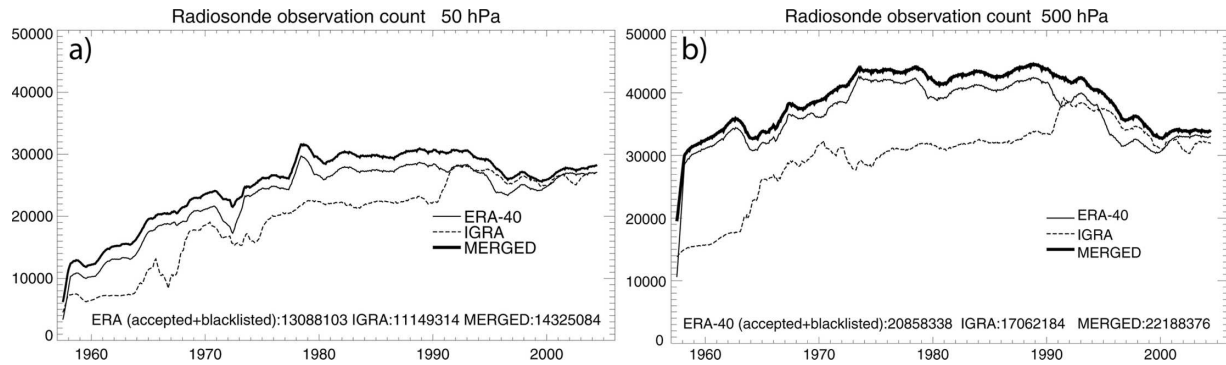 Radiosonde observation count 50 hPa
a)
50000
40000
30000
20000
10000
0
ERA-40
IGRA
MERGED
ERA (accepted+blacklisted):13088103 IGRA:11149314 MERGED:14325084
1960 1970 1980 1990 2000
Radiosonde observation count 500 hPa
b)
50000
40000
30000
20000
10000
0
ERA-40
IGRA
MERGED
ERA-40 (accepted+blacklisted):20858338 IGRA:17062184 MERGED:22188376
1960 1970 1980 1990 2000